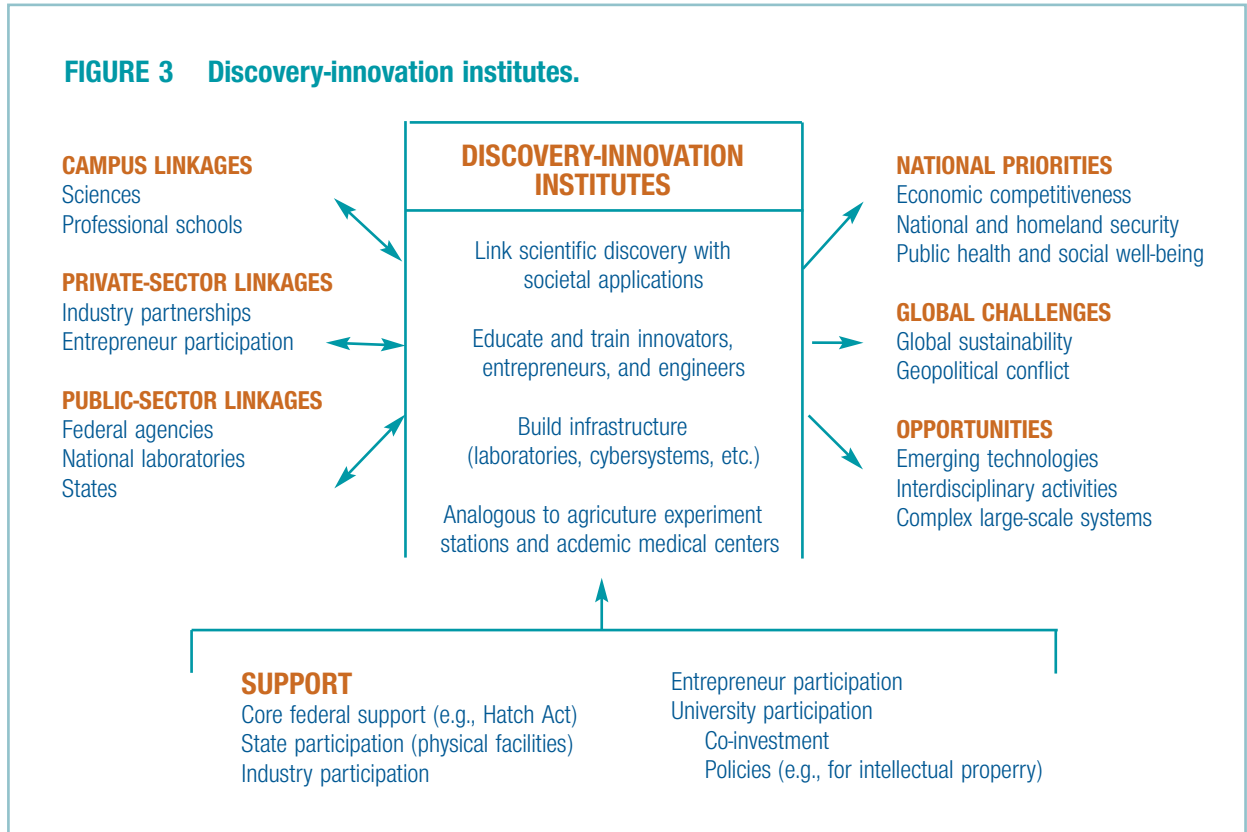 FIGURE 3 Discovery-innovation institutes.
CAMPUS LINKAGES
Sciences
Professional schools
PRIVATE-SECTOR LINKAGES
Industry partnerships
Entrepreneur participation
PUBLIC-SECTOR LINKAGES
Federal agencies
National laboratories
States
DISCOVERY-INNOVATION
INSTITUTES
Link scientific discovery with
societal applications
Educate and train innovators,
entrepreneurs, and engineers
Build infrastructure
(laboratories, cybersystems, etc.)
Analogous to agricuture experiment
stations and acdemic medical centers
NATIONAL PRIORITIES
Economic competitiveness
National and homeland security
Public health and social well-being
GLOBAL CHALLENGES
Global sustainability
Geopolitical conflict
OPPORTUNITIES
Emerging technologies
Interdisciplinary activities
Complex large-scale systems
SUPPORT
Core federal support (e.g., Hatch Act)
State participation (physical facilities)
Industry participation
Entrepreneur participation
University participation
Co-investment
Policies (e.g., for intellectual properry)